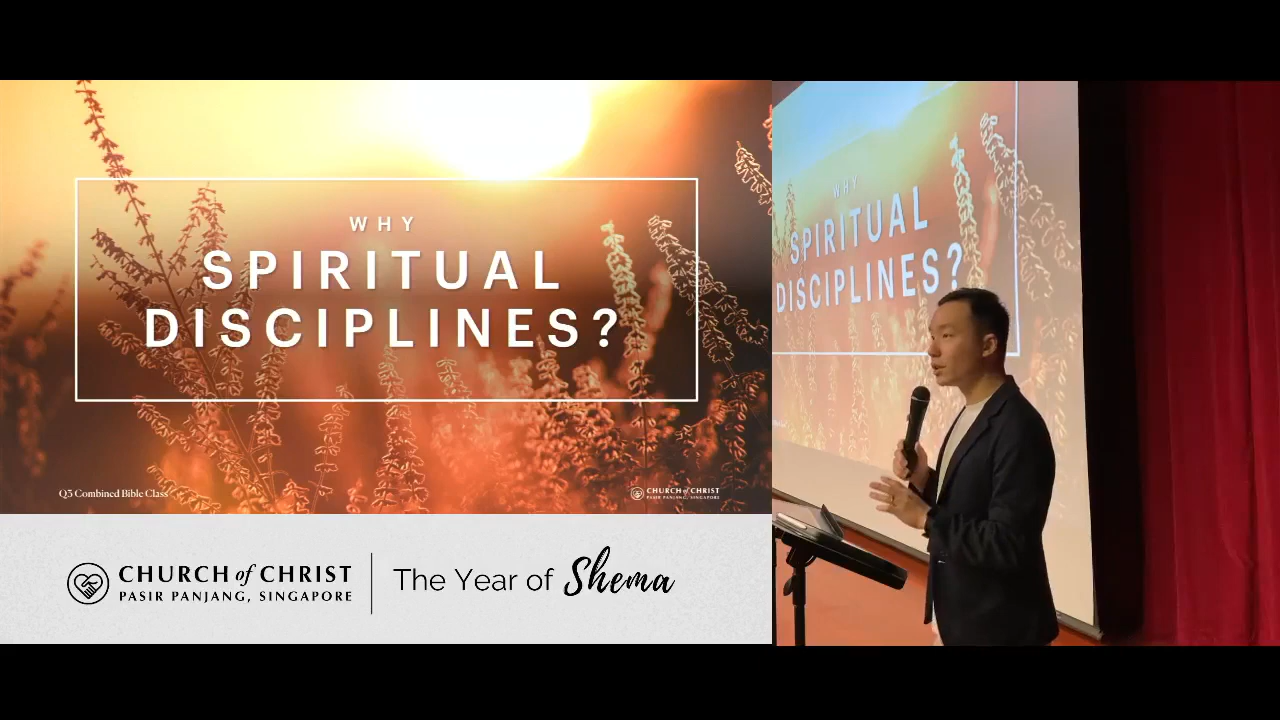 WHY
SPIRITUAL
DISCIPLINES?
Q3 Combined Bible Class
CHURCH of CHRIST
PASIR PANJANG, SINGAPORE
CHURCH of CHRIST
PASIR PANJANG, SINGAPORE
The Year of Shema
WHY
SPIRITUAL
DISCIPLINES?